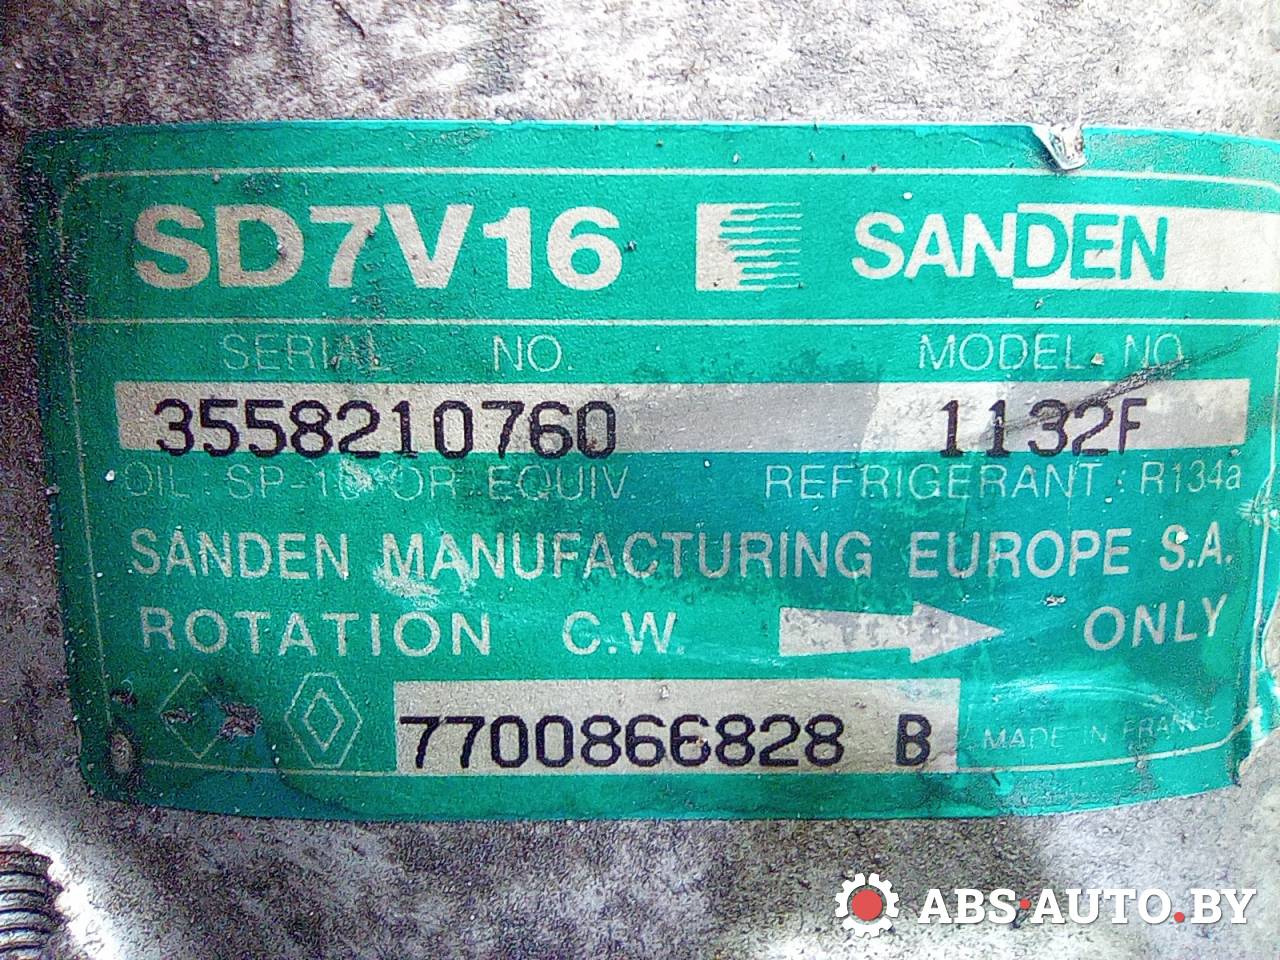 SD7V16 SANDEN
SERIAL NO. MODEL NO.
3558210760 1132F
OIL : SP-10 OR EQUIV. REFRIGERANT : R134a
SANDEN MANUFACTURING EUROPE S.A.
ROTATION C.W. ONLY
7700866828 B MADE IN FRANCE
ABS·AUTO.BY